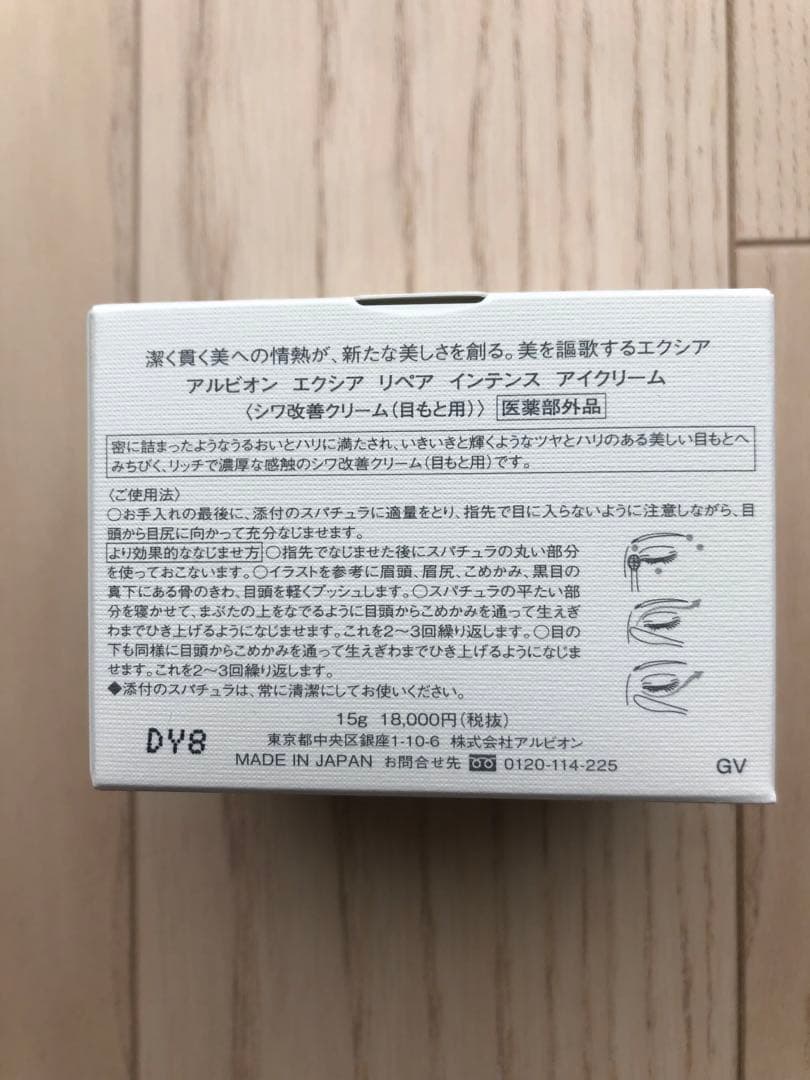 潔く貫く美への情熱が、新たな美しさを創る。美を謳歌するエクシア
アルビオン エクシア リペア インテンス アイクリーム
〈シワ改善クリーム(目もと用)〉 医薬部外品
密に詰まったようなうるおいとハリに満たされ、いきいきと輝くようなツヤとハリのある美しい目もとへ
みちびく、リッチで濃厚な感触のシワ改善クリーム(目もと用)です。
〈ご使用法〉
○お手入れの最後に、添付のスパチュラに適量をとり、指先で目に入らないように注意しながら、目
頭から目尻に向かって充分なじませます。
より効果的ななじませ方 ○指先でなじませた後にスパチュラの丸い部分
を使っておこないます。○イラストを参考に眉頭、眉尻、こめかみ、黒目の
真下にある骨のきわ、目頭を軽くプッシュします。○スパチュラの平たい部
分を寝かせて、まぶたの上をなでるように目頭からこめかみを通って生えぎ
わまでひき上げるようになじませます。これを2〜3回繰り返します。○目の
下も同様に目頭からこめかみを通って生えぎわまでひき上げるようになじま
せます。これを2〜3回繰り返します。
◆添付のスパチュラは、常に清潔にしてお使いください。
15g 18,000円(税抜)
DY8
東京都中央区銀座1-10-6 株式会社アルビオン
MADE IN JAPAN お問合せ先 0120-114-225
GV